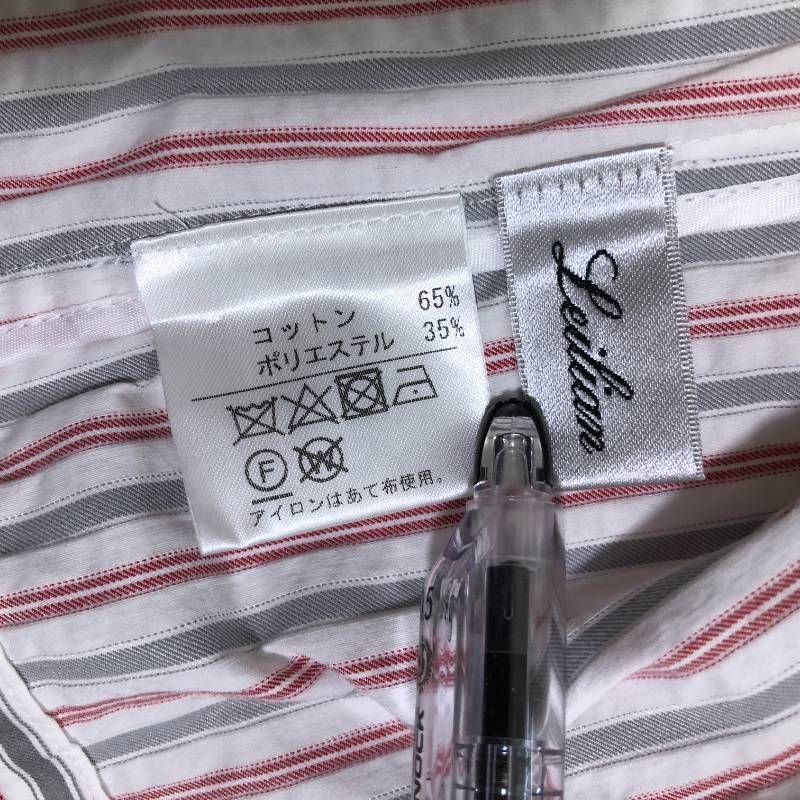 コットン 65%
ポリエステル 35%
F W
アイロンはあて布使用。
Leilian
5